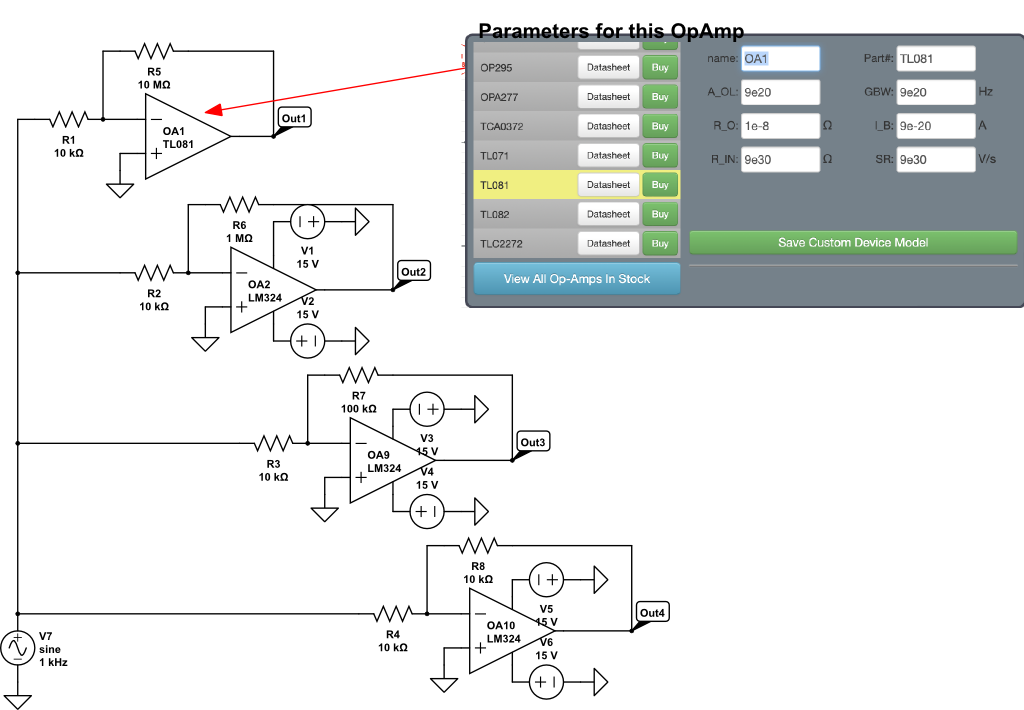 Parameters for this OpAmp
OP295 Datasheet Buy
OPA277 Datasheet Buy
TCA0372 Datasheet Buy
TL071 Datasheet Buy
TL081 Datasheet Buy
TL082 Datasheet Buy
TLC2272 Datasheet Buy
View All Op-Amps In Stock
name: OA1 Part#: TL081
A_OL: 9e20 GBW: 9e20 Hz
R_O: 1e-8 Ω I_B: 9e-20 A
R_IN: 9e30 Ω SR: 9e30 V/s
Save Custom Device Model
R5
10 MΩ
R1
10 kΩ
−
+
OA1
TL081
Out1
R6
1 MΩ
+
V1
15 V
R2
10 kΩ
−
+
OA2
LM324
V2
15 V
+
Out2
R7
100 kΩ
+
V3
15 V
R3
10 kΩ
−
+
OA9
LM324
V4
15 V
+
Out3
R8
10 kΩ
+
V5
15 V
R4
10 kΩ
−
+
OA10
LM324
V6
15 V
+
Out4
+
−
V7
sine
1 kHz